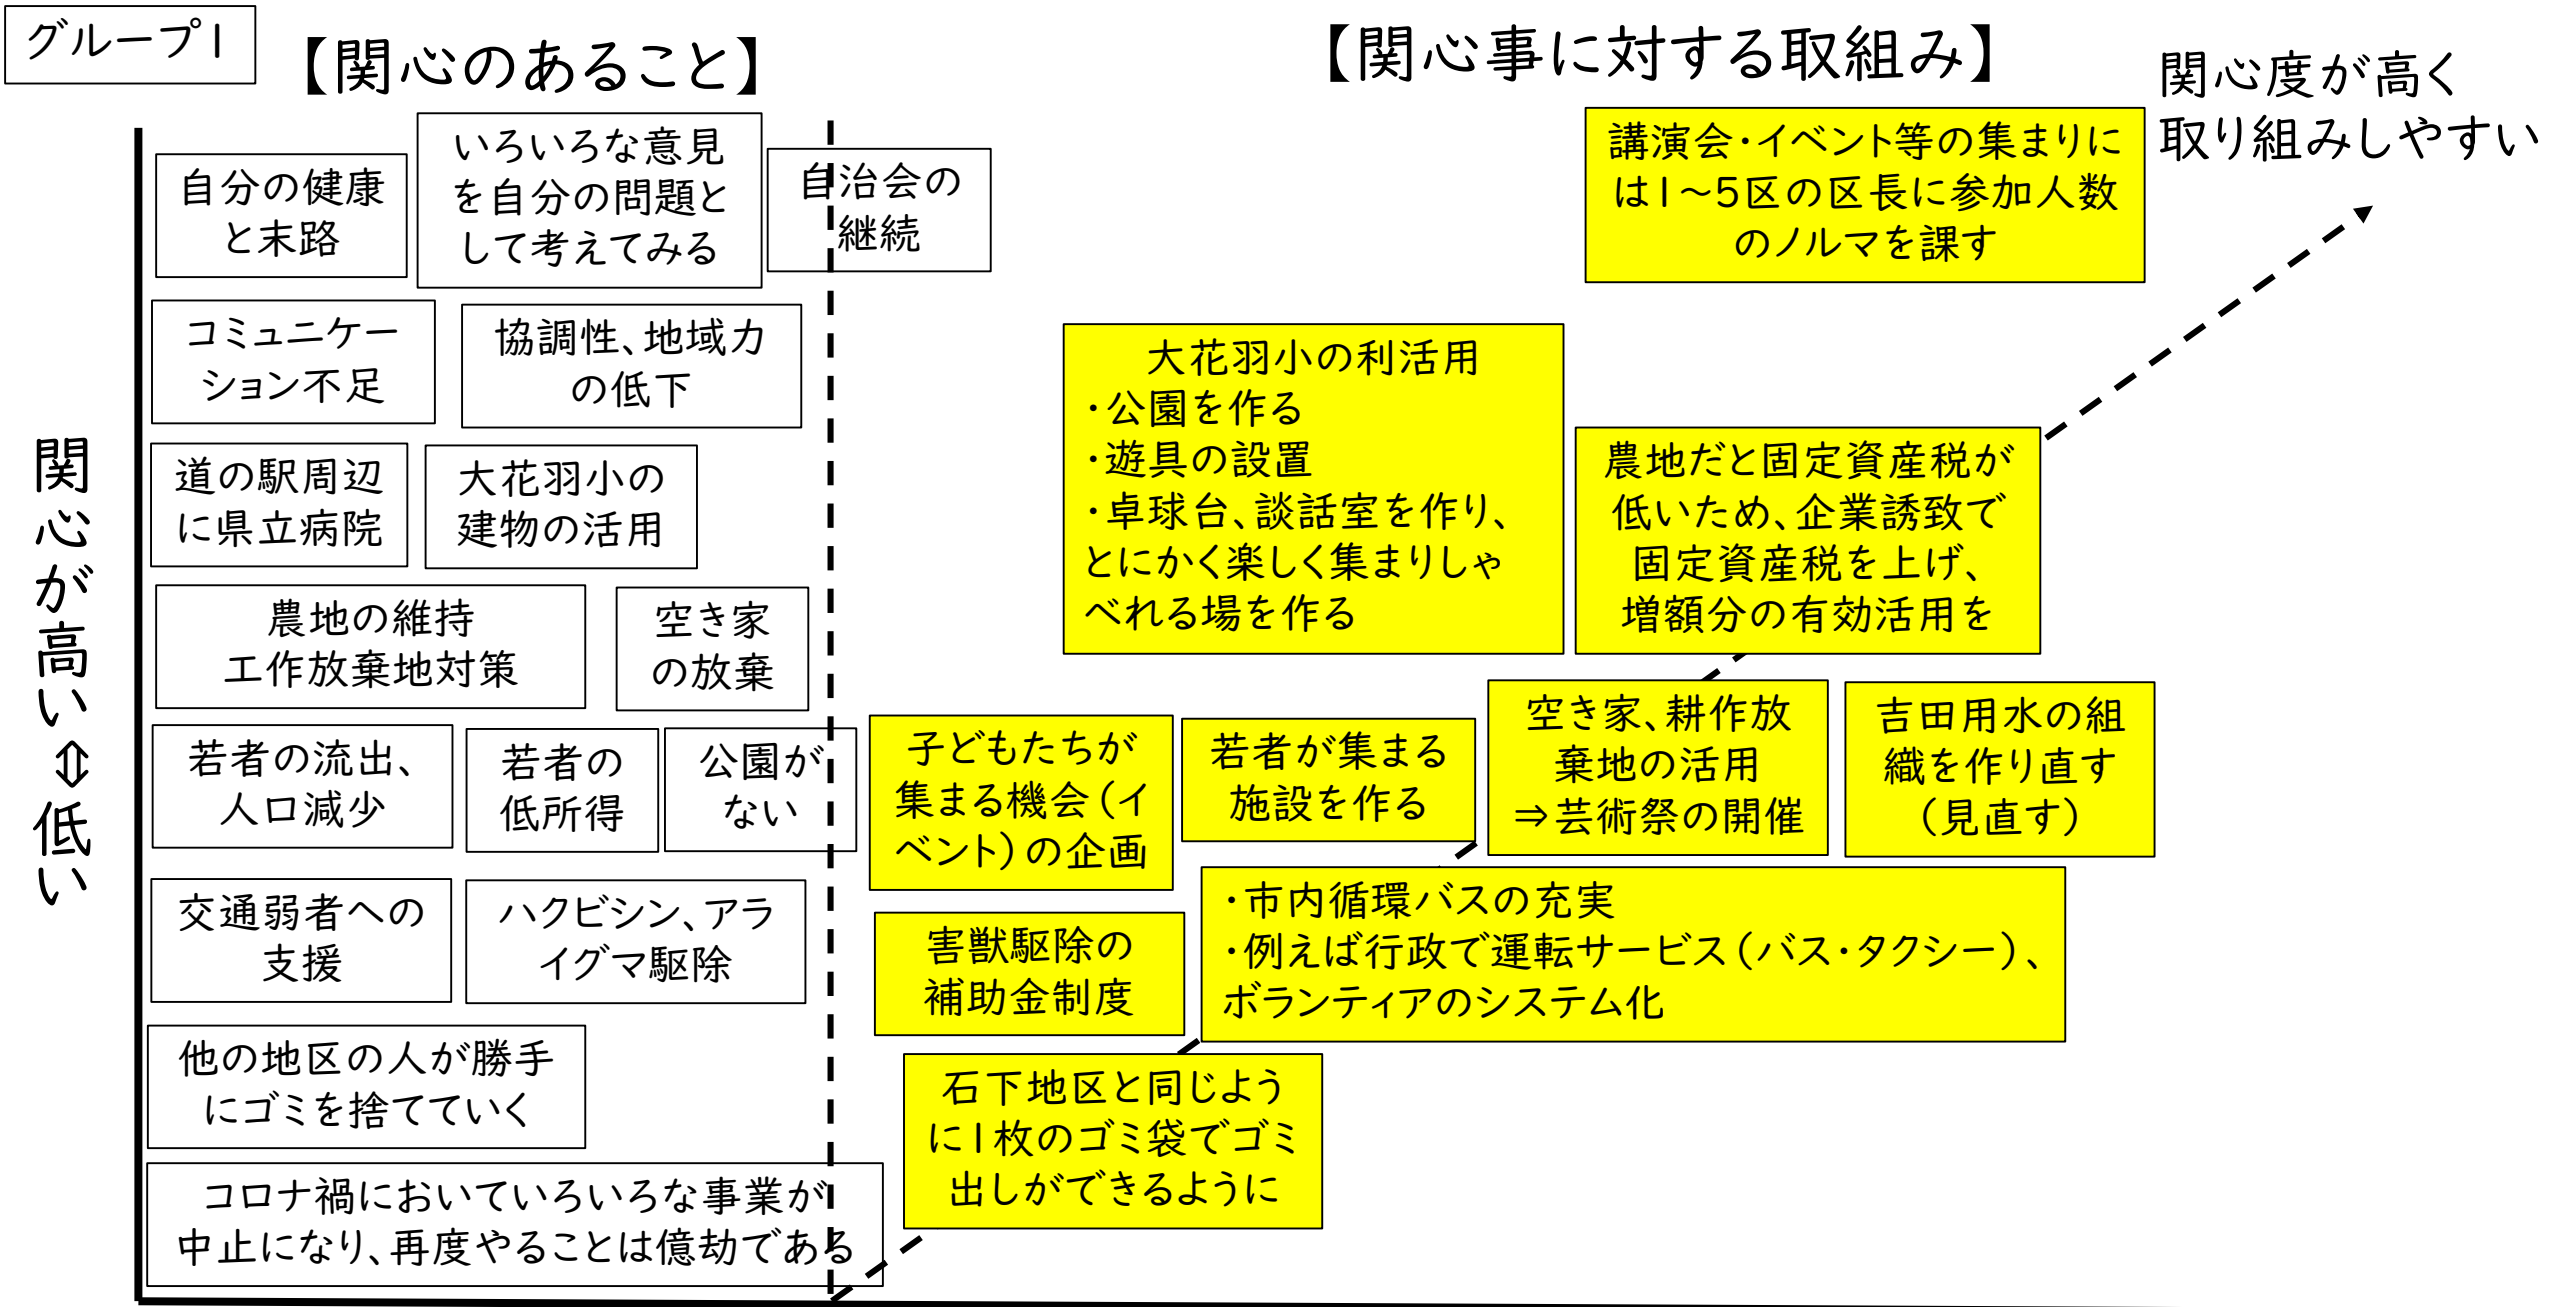 グループ1
【関心のあること】
【関心事に対する取組み】
関心度が高く
取り組みしやすい
関心が高い⇕低い
自分の健康
と末路
いろいろな意見
を自分の問題と
して考えてみる
自治会の
継続
コミュニケー
ション不足
協調性、地域力
の低下
道の駅周辺
に県立病院
大花羽小の
建物の活用
農地の維持
工作放棄地対策
空き家
の放棄
若者の流出、
人口減少
若者の
低所得
公園が
ない
交通弱者への
支援
ハクビシン、アラ
イグマ駆除
他の地区の人が勝手
にゴミを捨てていく
コロナ禍においていろいろな事業が
中止になり、再度やることは億劫である
講演会・イベント等の集まりに
は1～5区の区長に参加人数
のノルマを課す
大花羽小の利活用
・公園を作る
・遊具の設置
・卓球台、談話室を作り、
とにかく楽しく集まりしゃ
べれる場を作る
農地だと固定資産税が
低いため、企業誘致で
固定資産税を上げ、
増額分の有効活用を
子どもたちが
集まる機会（イ
ベント）の企画
若者が集まる
施設を作る
空き家、耕作放
棄地の活用
⇒芸術祭の開催
吉田用水の組
織を作り直す
（見直す）
害獣駆除の
補助金制度
・市内循環バスの充実
・例えば行政で運転サービス（バス・タクシー）、
ボランティアのシステム化
石下地区と同じよう
に1枚のゴミ袋でゴミ
出しができるように